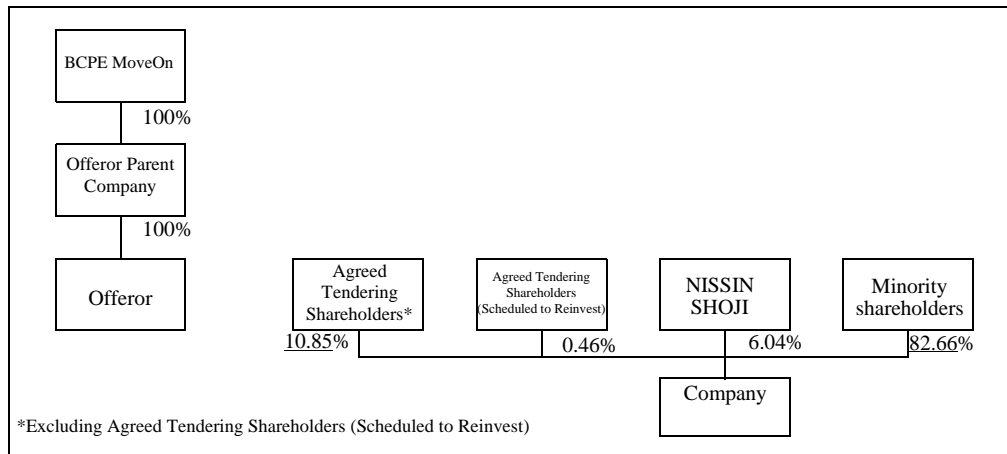 BCPE MoveOn
100%
Offeror Parent
Company
100%
Offeror
Agreed
Tendering
Shareholders*
10.85%
Agreed Tendering
Shareholders
(Scheduled to Reinvest)
0.46%
NISSIN
SHOJI
6.04%
Minority
shareholders
82.66%
Company
*Excluding Agreed Tendering Shareholders (Scheduled to Reinvest)